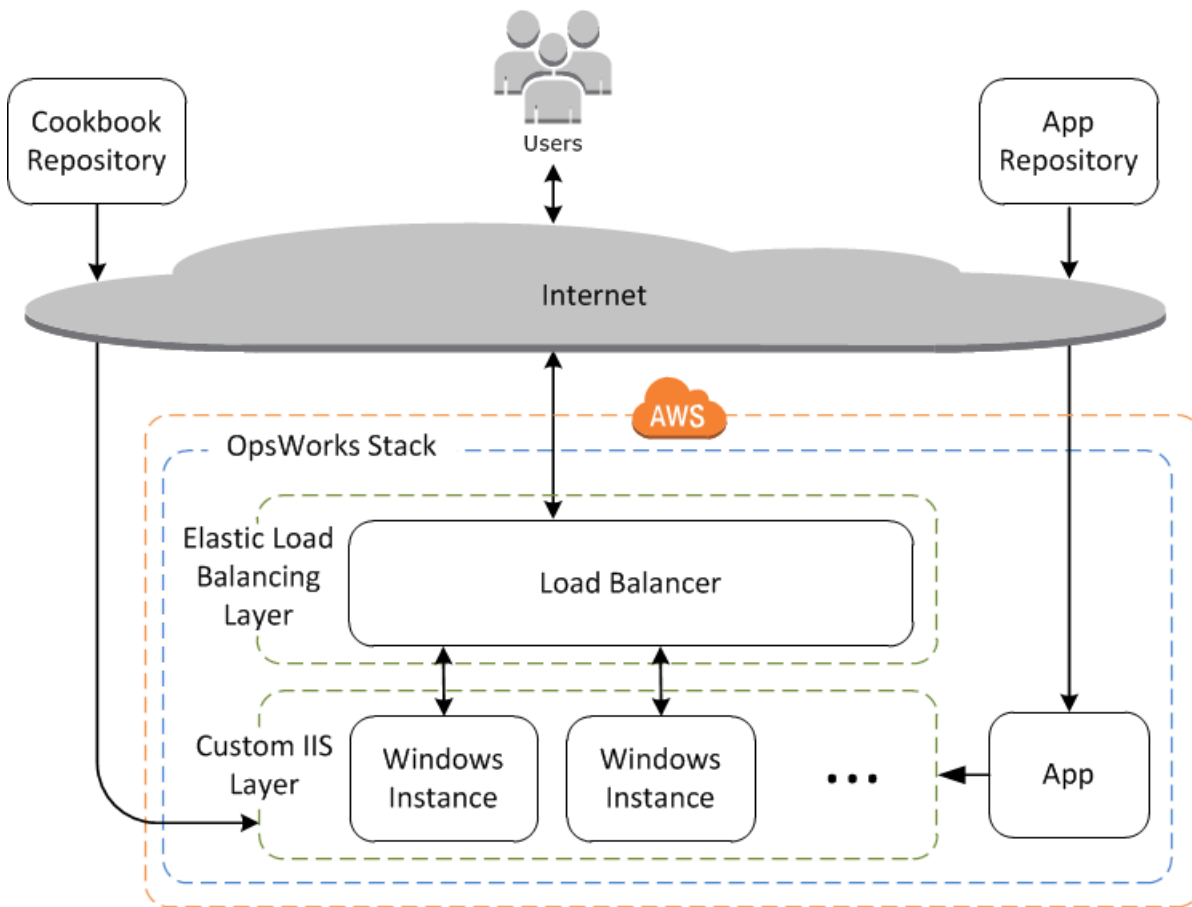 Users
Cookbook
Repository
App
Repository
Internet
AWS
OpsWorks Stack
Elastic Load
Balancing
Layer
Load Balancer
Custom IIS
Layer
Windows
Instance
Windows
Instance
...
App